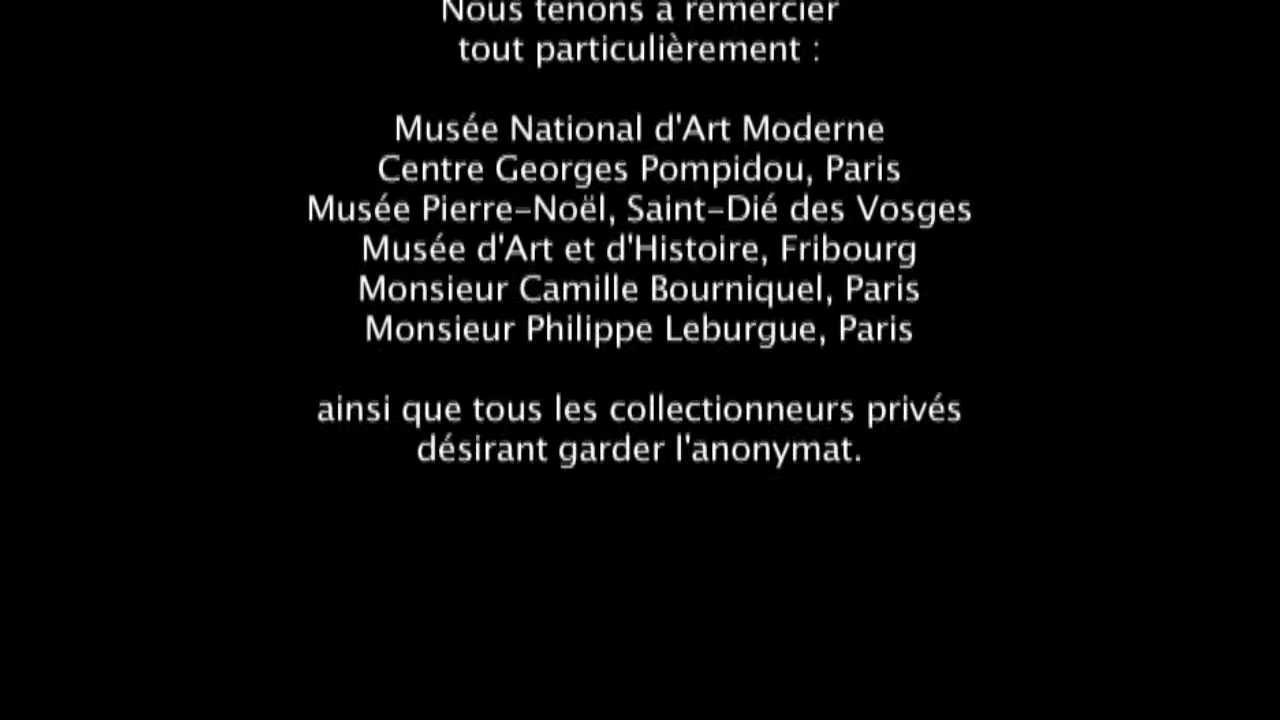 Nous tenons à remercier
tout particulièrement :
Musée National d'Art Moderne
Centre Georges Pompidou, Paris
Musée Pierre-Noël, Saint-Dié des Vosges
Musée d'Art et d'Histoire, Fribourg
Monsieur Camille Bourniquel, Paris
Monsieur Philippe Leburgue, Paris
ainsi que tous les collectionneurs privés
désirant garder l'anonymat.